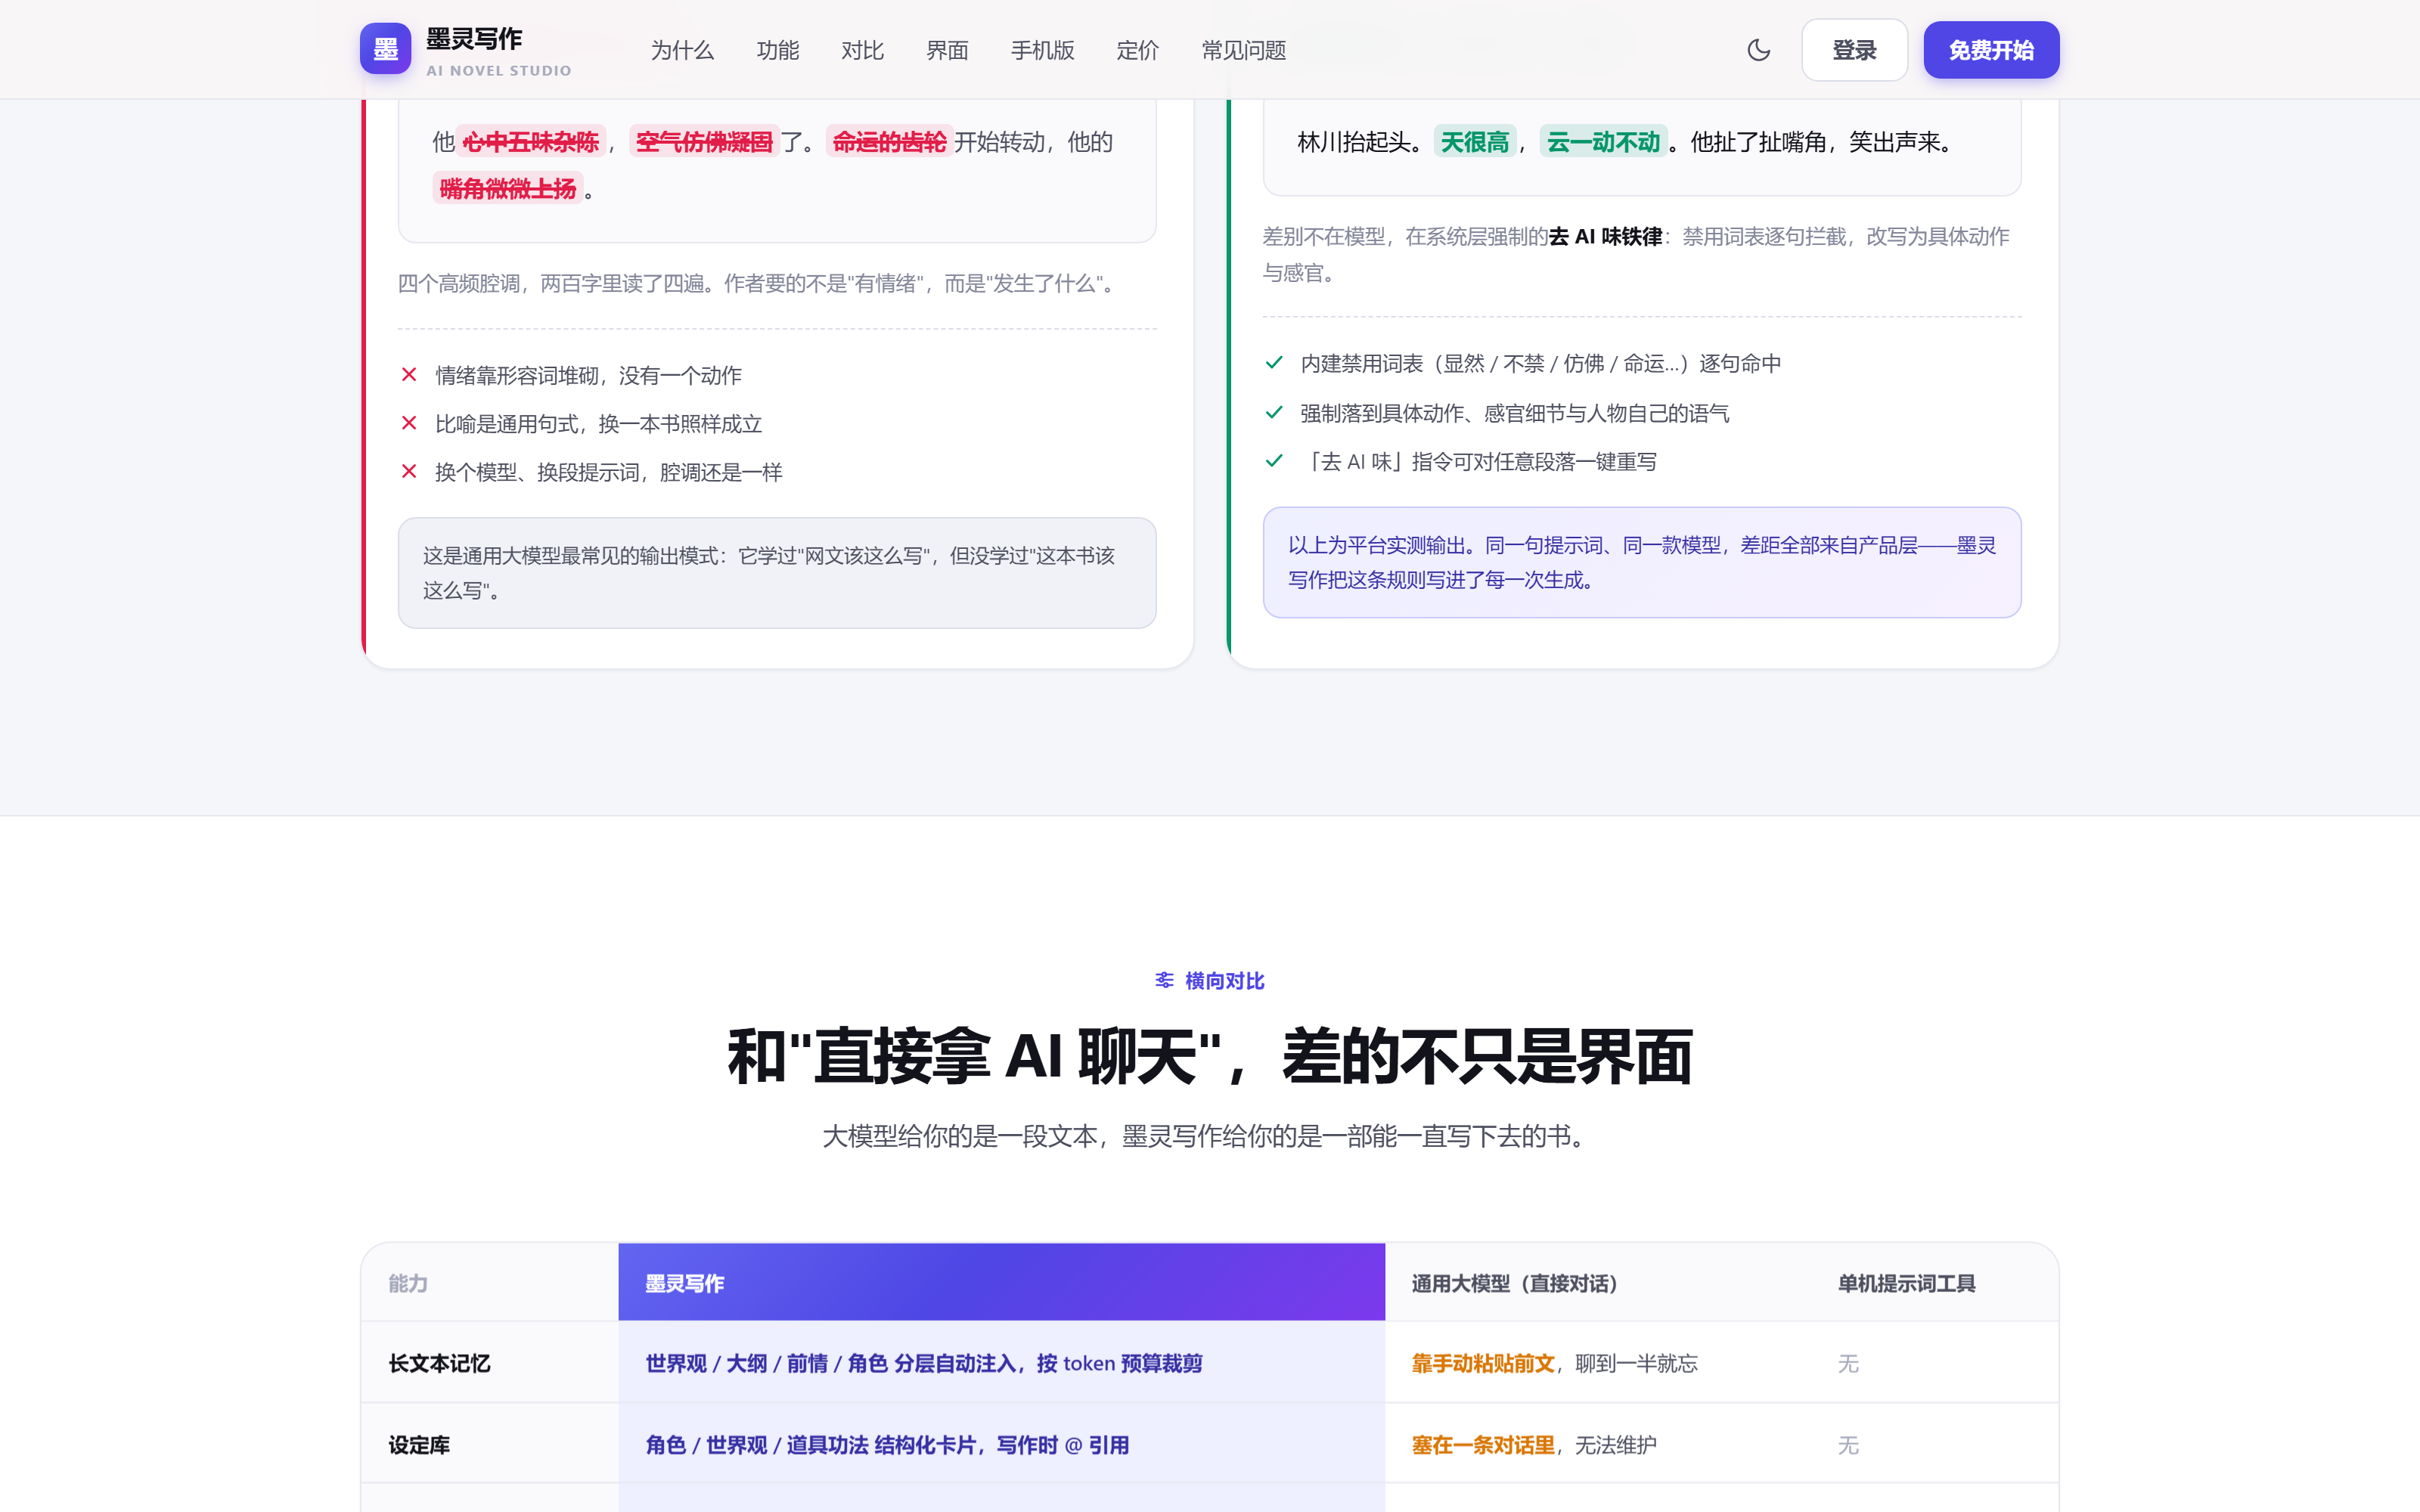 墨 墨灵写作
AI NOVEL STUDIO
为什么 功能 对比 界面 手机版 定价 常见问题
登录 免费开始
他心中五味杂陈，空气仿佛凝固了。命运的齿轮开始转动，他的
嘴角微微上扬。
四个高频腔调，两百字里读了四遍。作者要的不是"有情绪"，而是"发生了什么"。
情绪靠形容词堆砌，没有一个动作
比喻是通用句式，换一本书照样成立
换个模型、换段提示词，腔调还是一样
这是通用大模型最常见的输出模式：它学过"网文该这么写"，但没学过"这本书该
这么写"。
林川抬起头。天很高，云一动不动。他扯了扯嘴角，笑出声来。
差别不在模型，在系统层强制的去 AI 味铁律：禁用词表逐句拦截，改写为具体动作
与感官。
内建禁用词表（显然 / 不禁 / 仿佛 / 命运...）逐句命中
强制落到具体动作、感官细节与人物自己的语气
「去 AI 味」指令可对任意段落一键重写
以上为平台实测输出。同一句提示词、同一款模型，差距全部来自产品层——墨灵
写作把这条规则写进了每一次生成。
横向对比
和"直接拿 AI 聊天"，差的不只是界面
大模型给你的是一段文本，墨灵写作给你的是一部能一直写下去的书。
能力 墨灵写作 通用大模型（直接对话） 单机提示词工具
长文本记忆 世界观 / 大纲 / 前情 / 角色 分层自动注入，按 token 预算裁剪 靠手动粘贴前文，聊到一半就忘 无
设定库 角色 / 世界观 / 道具功法 结构化卡片，写作时 @ 引用 塞在一条对话里，无法维护 无